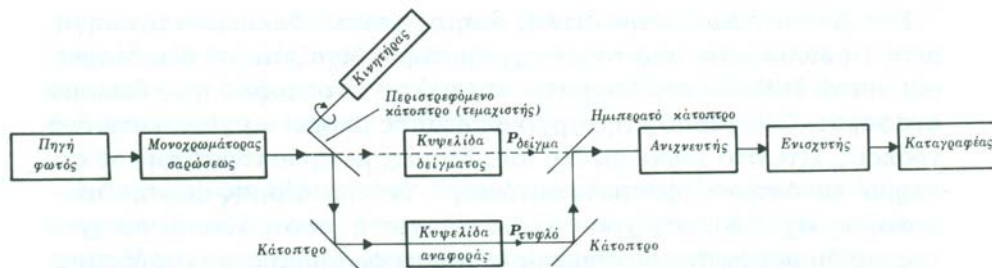 Κινητήρας
Περιστρεφόμενο
κάτοπτρο (τεμαχιστής)
Ημιπερατό κάτοπτρο
Πηγή
φωτός
Μονοχρωμάτορας
σαρώσεως
Κυψελίδα
δείγματος
Pδείγμα
Ανιχνευτής
Ενισχυτής
Καταγραφέας
Κάτοπτρο
Κυψελίδα
αναφοράς
Pτυφλό
Κάτοπτρο